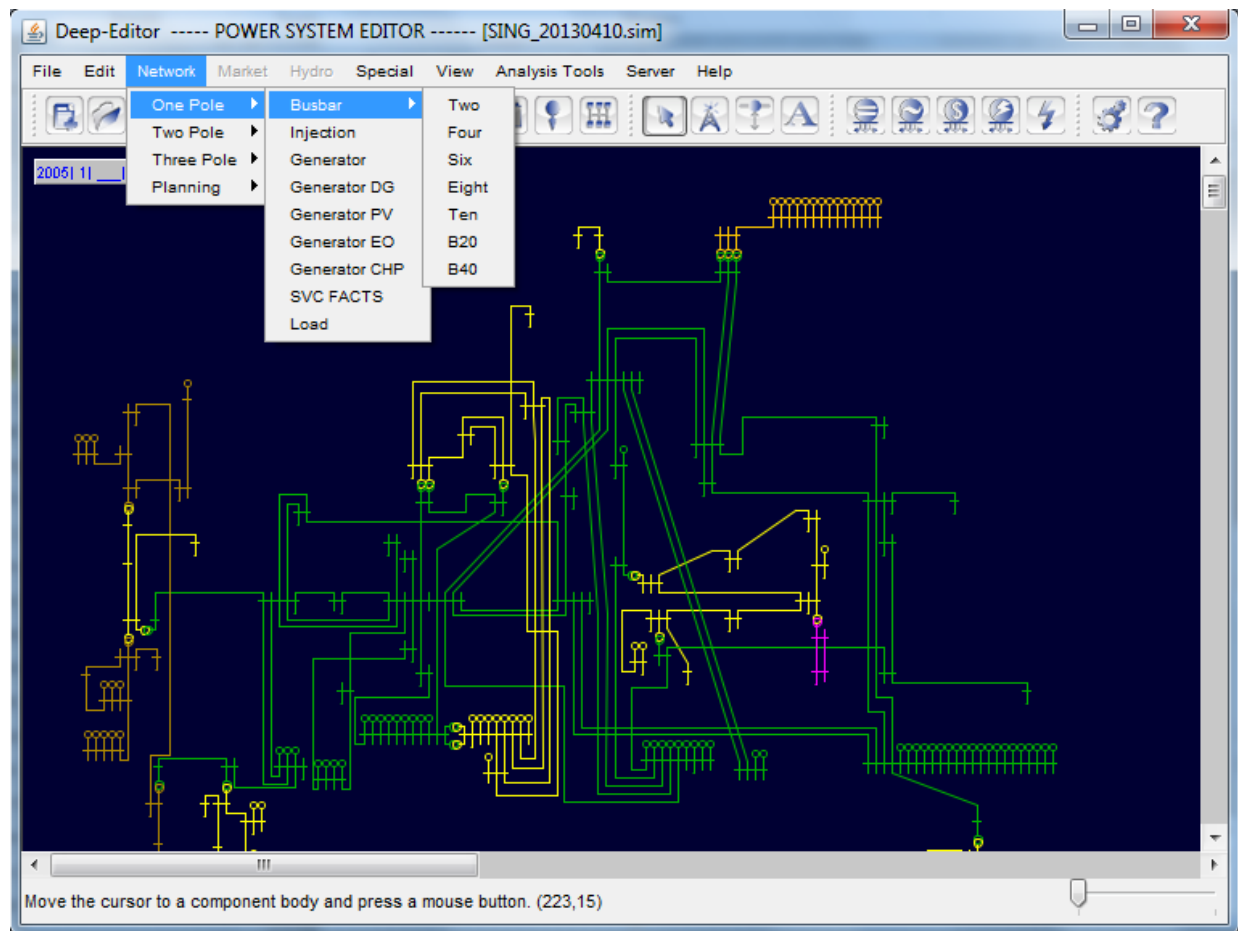 Deep-Editor ----- POWER SYSTEM EDITOR ------ [SING_20130410.sim]
File Edit Network Market Hydro Special View Analysis Tools Server Help
One Pole
Two Pole
Three Pole
Planning
Busbar
Injection
Generator
Generator DG
Generator PV
Generator EO
Generator CHP
SVC FACTS
Load
Two
Four
Six
Eight
Ten
B20
B40
A
?
2005| 1| ___|
Move the cursor to a component body and press a mouse button. (223,15)